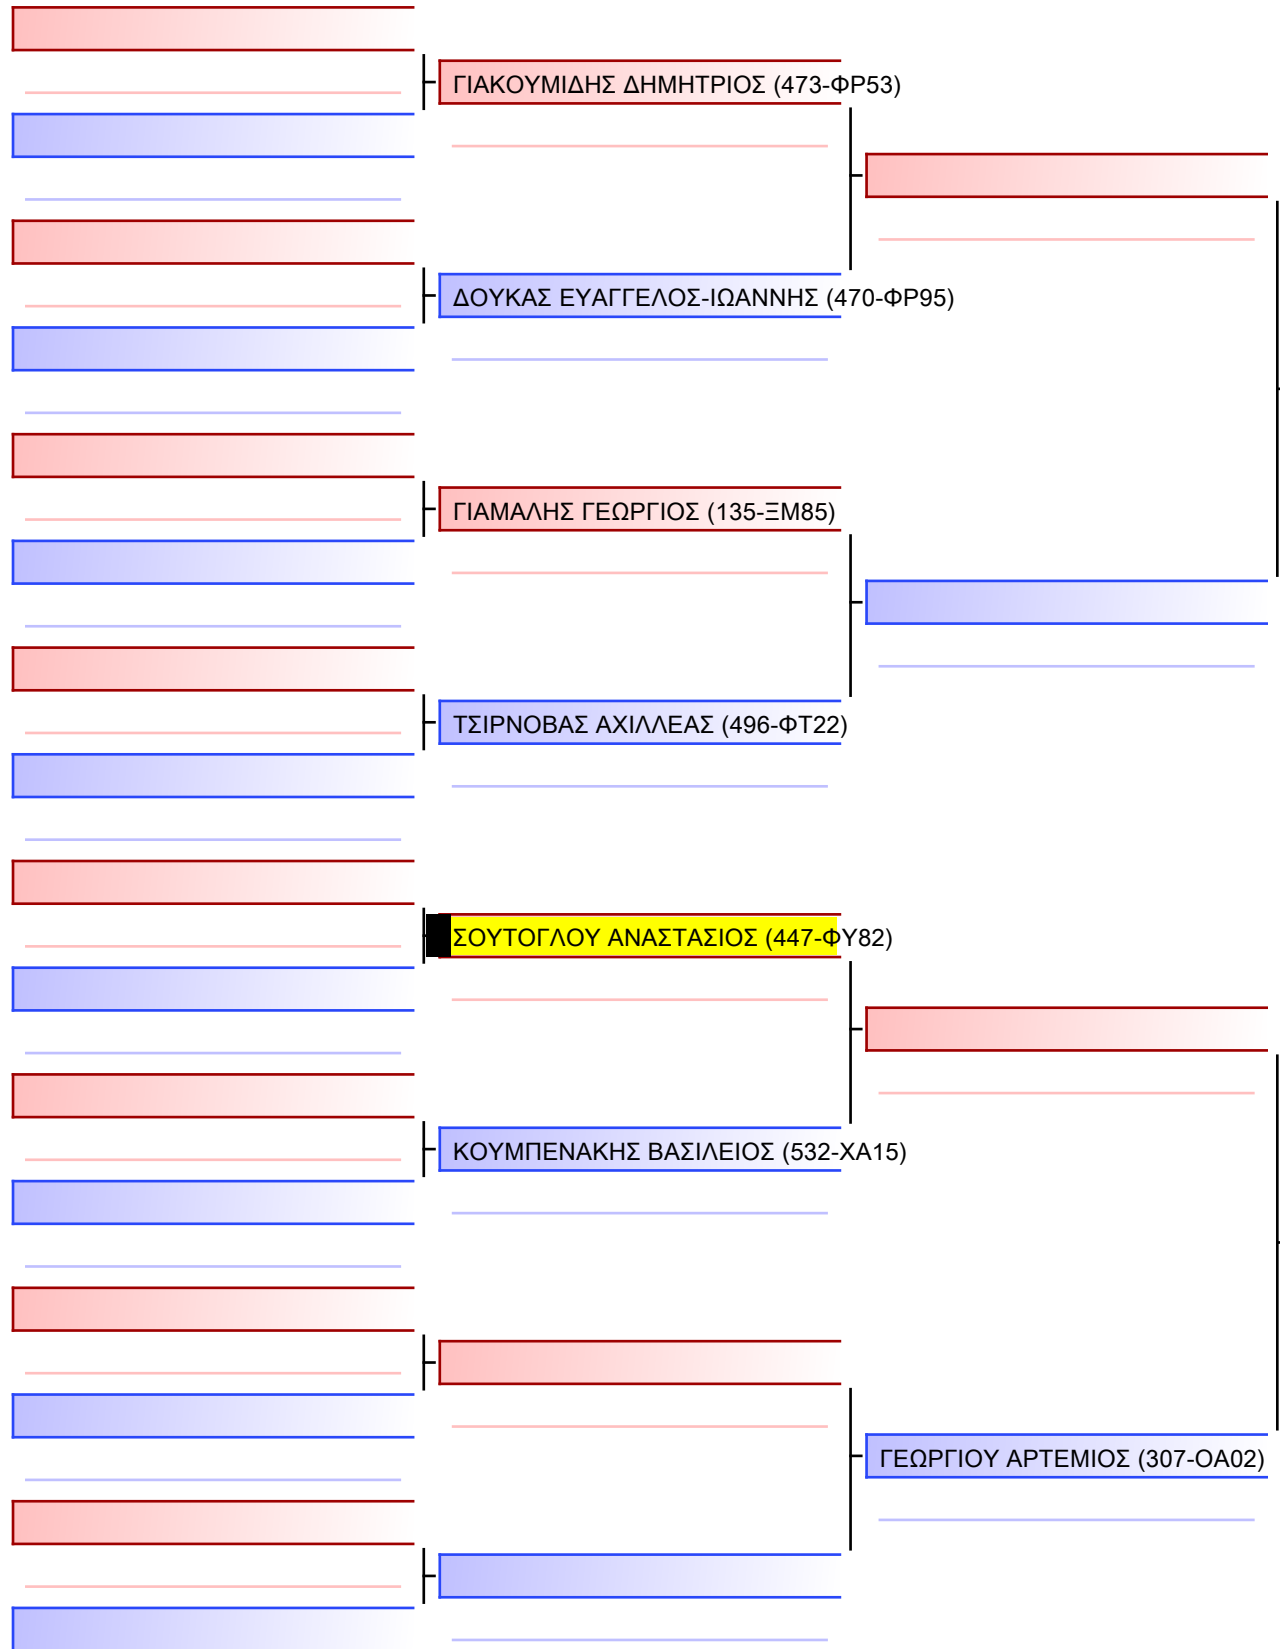 ΓΙΑΚΟΥΜΙΔΗΣ ΔΗΜΗΤΡΙΟΣ (473-ΦΡ53)
ΔΟΥΚΑΣ ΕΥΑΓΓΕΛΟΣ-ΙΩΑΝΝΗΣ (470-ΦΡ95)
ΓΙΑΜΑΛΗΣ ΓΕΩΡΓΙΟΣ (135-ΞΜ85)
ΤΣΙΡΝΟΒΑΣ ΑΧΙΛΛΕΑΣ (496-ΦΤ22)
ΣΟΥΤΟΓΛΟΥ ΑΝΑΣΤΑΣΙΟΣ (447-ΦΥ82)
ΚΟΥΜΠΕΝΑΚΗΣ ΒΑΣΙΛΕΙΟΣ (532-ΧΑ15)
ΓΕΩΡΓΙΟΥ ΑΡΤΕΜΙΟΣ (307-ΟΑ02)